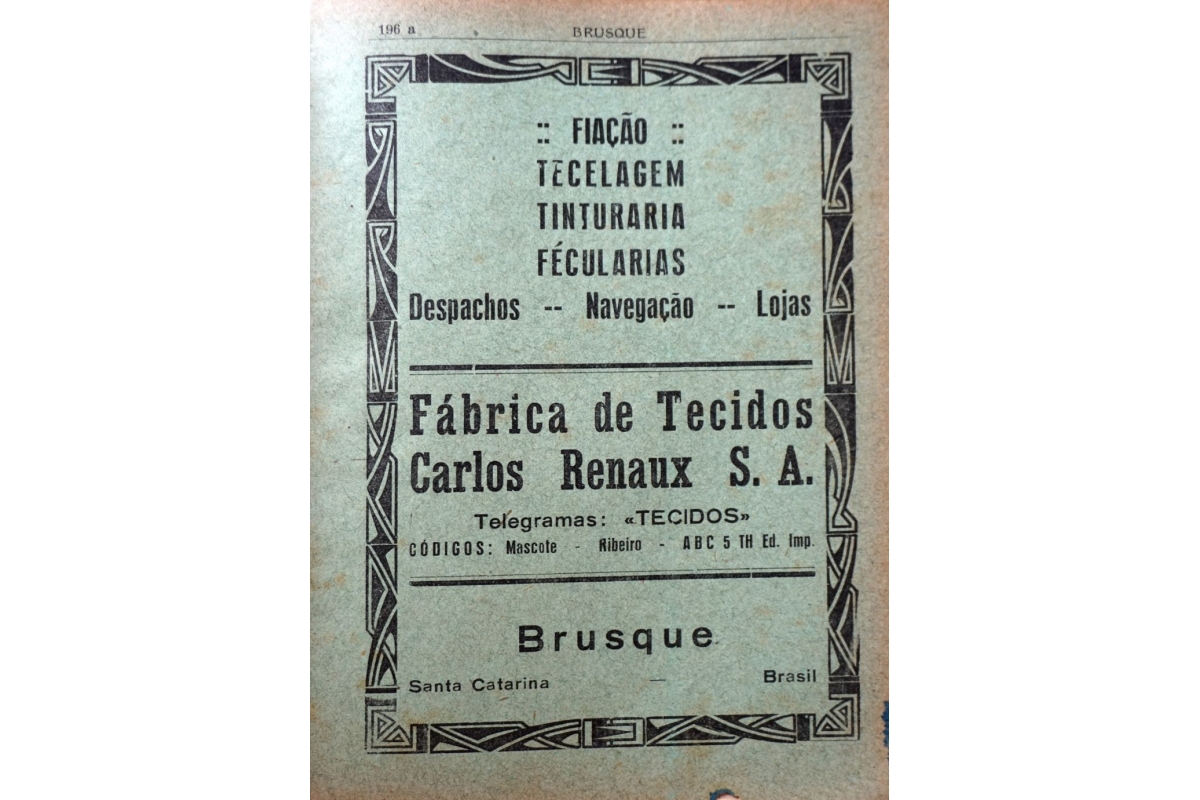 196 a BRUSQUE
:: FIAÇÃO ::
TECELAGEM
TINTURARIA
FÉCULARIAS
Despachos -- Navegação -- Lojas
Fábrica de Tecidos
Carlos Renaux S. A.
Telegramas: «TECIDOS»
CÓDIGOS: Mascote - Ribeiro - ABC 5 TH Ed. Imp.
Brusque
Santa Catarina — Brasil